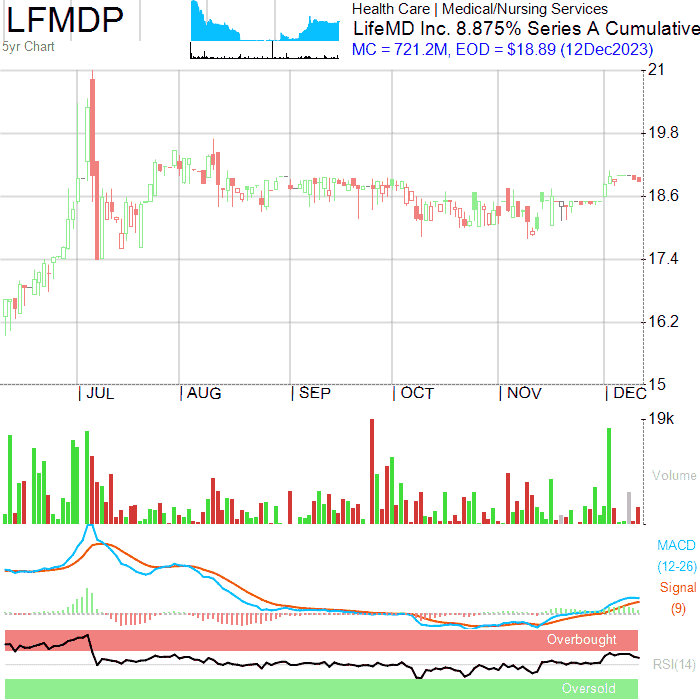 LFMDP
5yr Chart
Health Care | Medical/Nursing Services
LifeMD Inc. 8.875% Series A Cumulative
MC = 721.2M, EOD = $18.89 (12Dec2023)
21
19.8
18.6
17.4
16.2
15
JUL AUG SEP OCT NOV DEC
19k
Volume
MACD
(12-26)
Signal
(9)
Overbought
RSI(14)
Oversold